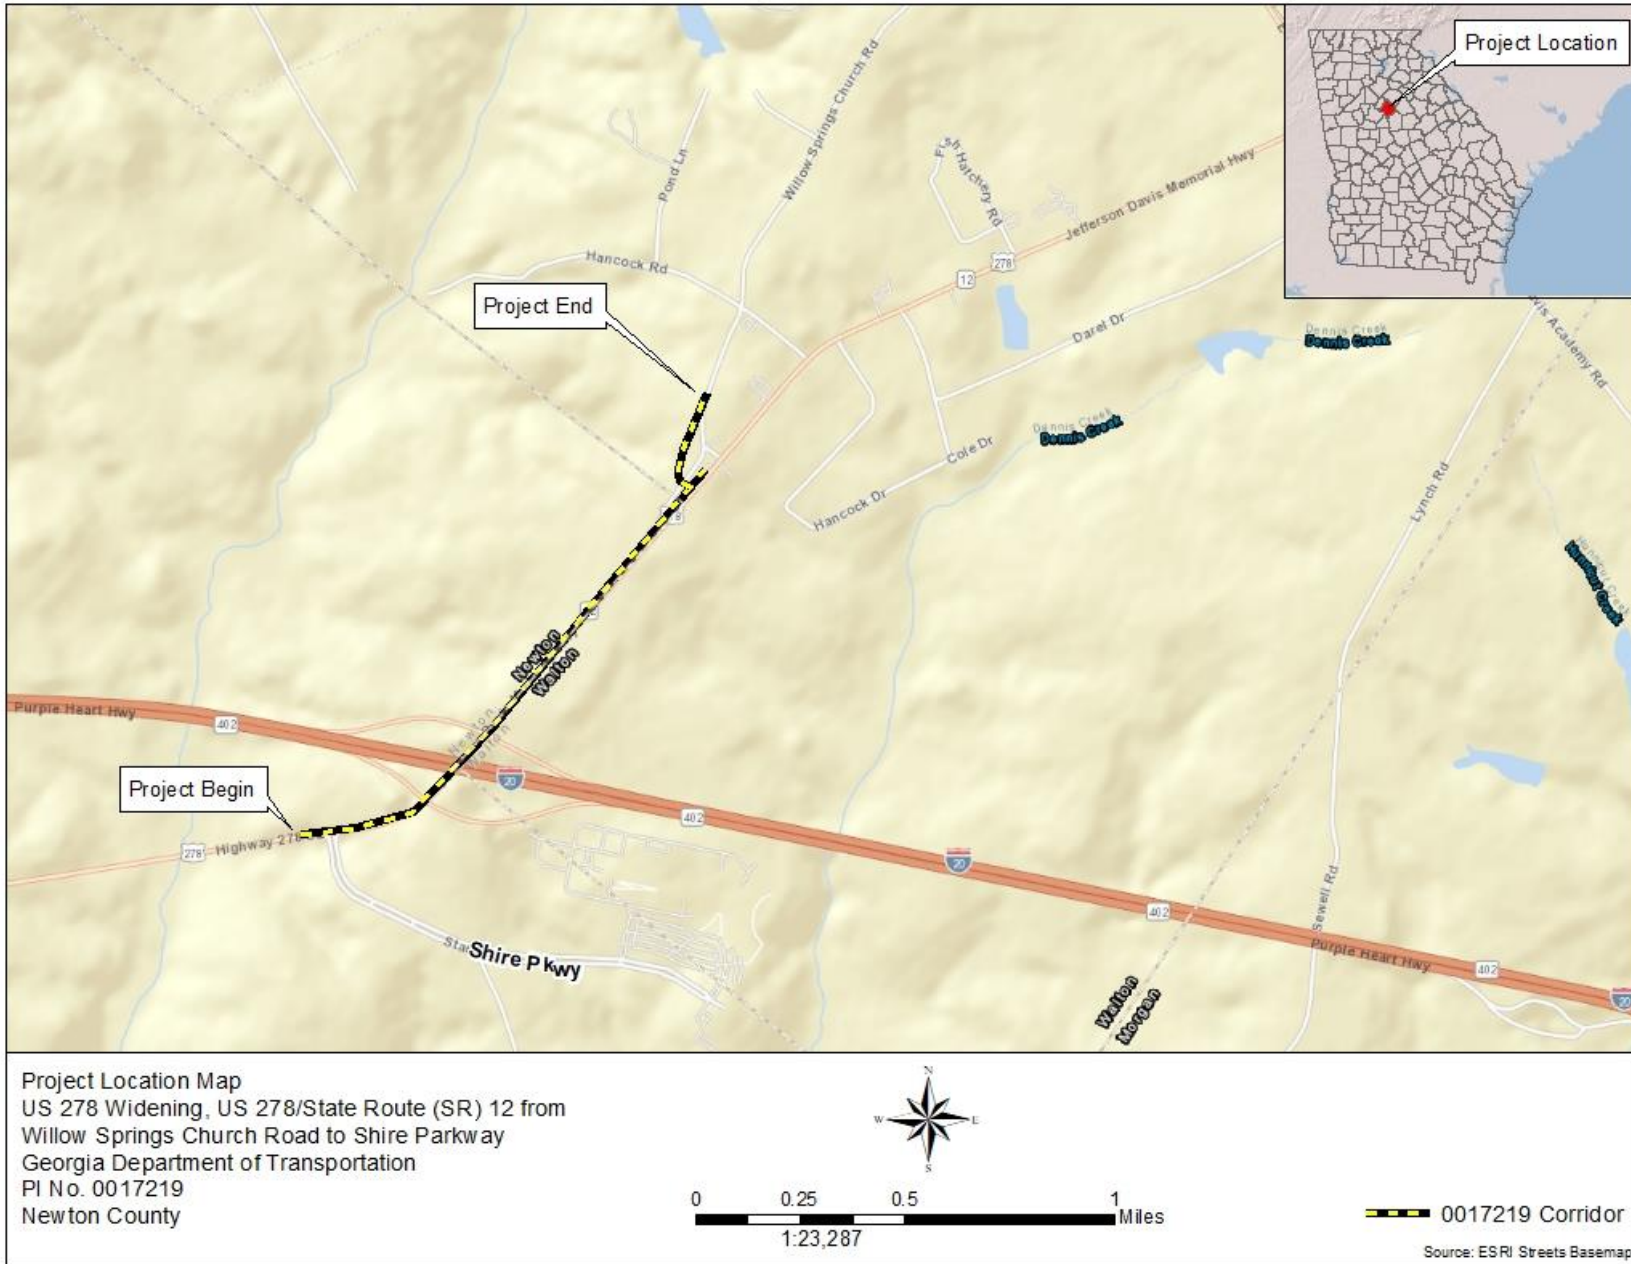 Project Location
Willow Springs Church Rd
Pond Ln
Fish Hatchery Rd
Jefferson Davis Memorial Hwy
Hancock Rd
278
12
Project End
Darel Dr
Dennis Creek
Dennis Creek
Academy Rd
Dennis Creek
Dennis Creek
Cole Dr
Hancock Dr
Lynch Rd
Newton
Walton
Newton
Walton
Purple Heart Hwy
402
20
Project Begin
402
Highway 278
278
20
402
Sewell Rd
Shire Pkwy
Purple Heart Hwy
402
20
Walton
Morgan
Project Location Map
US 278 Widening, US 278/State Route (SR) 12 from
Willow Springs Church Road to Shire Parkway
Georgia Department of Transportation
PI No. 0017219
Newton County
N
W E
S
0 0.25 0.5 1
Miles
1:23,287
0017219 Corridor
Source: ESRI Streets Basemap